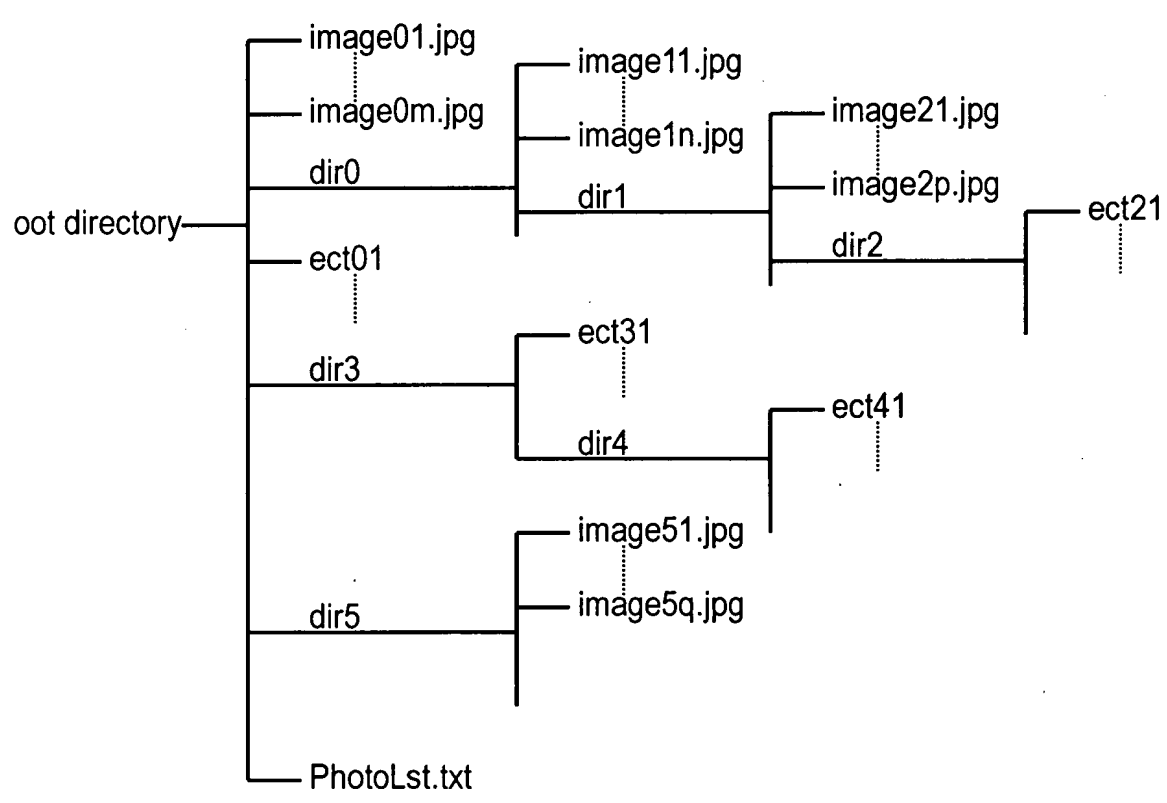 image01.jpg
image0m.jpg
image11.jpg
image1n.jpg
image21.jpg
image2p.jpg
dir0
dir1
oot directory
ect21
dir2
ect01
ect31
dir3
ect41
dir4
image51.jpg
image5q.jpg
dir5
PhotoLst.txt